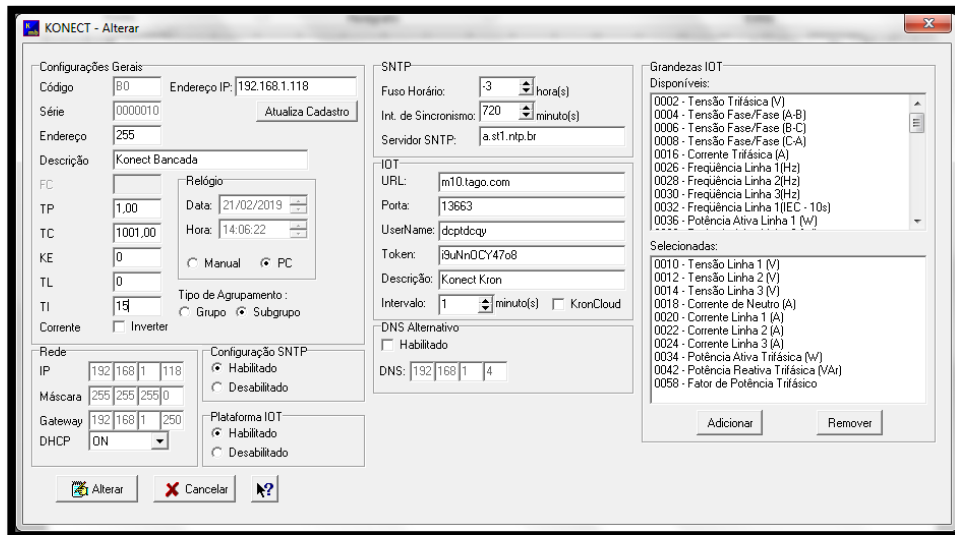 KONECT - Alterar
Configurações Gerais
Código B0 Endereço IP: 192.168.1.118
Série 0000010 Atualiza Cadastro
Endereço 255
Descrição Konect Bancada
FC
TP 1,00
TC 1001,00
KE 0
TL 0
TI 15
Corrente Inverter
Relógio
Data: 21/02/2019
Hora: 14:06:22
Manual PC
Tipo de Agrupamento :
Grupo Subgrupo
Rede
IP 192 168 1 118
Máscara 255 255 255 0
Gateway 192 168 1 250
DHCP ON
Configuração SNTP
Habilitado
Desabilitado
Plataforma IOT
Habilitado
Desabilitado
Alterar Cancelar ?
SNTP
Fuso Horário: -3 hora(s)
Int. de Sincronismo: 720 minuto(s)
Servidor SNTP: a.st1.ntp.br
IOT
URL: m10.tago.com
Porta: 13663
UserName: dcptdcqy
Token: i9uNnOCY47o8
Descrição: Konect Kron
Intervalo: 1 minuto(s) KronCloud
DNS Alternativo
Habilitado
DNS: 192 168 1 4
Grandezas IOT
Disponíveis:
0002 - Tensão Trifásica (V)
0004 - Tensão Fase/Fase (A-B)
0006 - Tensão Fase/Fase (B-C)
0008 - Tensão Fase/Fase (C-A)
0016 - Corrente Trifásica (A)
0026 - Freqüência Linha 1(Hz)
0028 - Freqüência Linha 2(Hz)
0030 - Freqüência Linha 3(Hz)
0032 - Freqüência Linha 1(IEC - 10s)
0036 - Potência Ativa Linha 1 (W)
Selecionadas:
0010 - Tensão Linha 1 (V)
0012 - Tensão Linha 2 (V)
0014 - Tensão Linha 3 (V)
0018 - Corrente de Neutro (A)
0020 - Corrente Linha 1 (A)
0022 - Corrente Linha 2 (A)
0024 - Corrente Linha 3 (A)
0034 - Potência Ativa Trifásica (W)
0042 - Potência Reativa Trifásica (VAr)
0058 - Fator de Potência Trifásico
Adicionar Remover